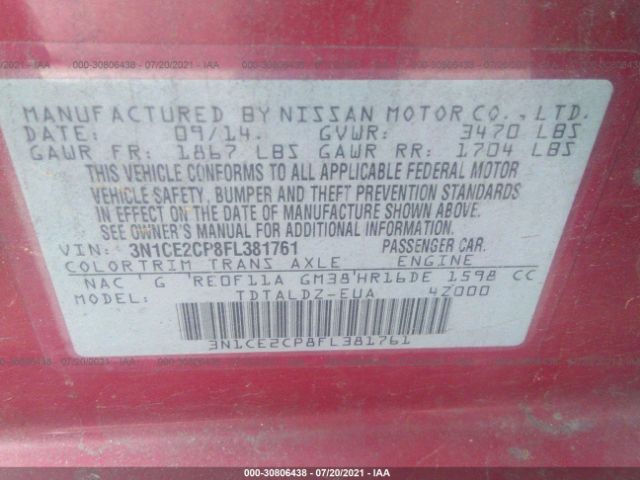 000-30806438 - 07/20/2021 - IAA
MANUFACTURED BY NISSAN MOTOR CO., LTD.
DATE: 09/14. GVWR: 3470 LBS
GAWR FR: 1867 LBS GAWR RR: 1704 LBS
THIS VEHICLE CONFORMS TO ALL APPLICABLE FEDERAL MOTOR
VEHICLE SAFETY, BUMPER AND THEFT PREVENTION STANDARDS
IN EFFECT ON THE DATE OF MANUFACTURE SHOWN ABOVE.
SEE OWNER'S MANUAL FOR ADDITIONAL INFORMATION.
VIN: 3N1CE2CP8FL381761 PASSENGER CAR.
COLOR TRIM TRANS AXLE ENGINE
NAC ' G 'RE0F11A GM38'HR16DE 1598 CC
MODEL: TDTALDZ-EUA 4Z000
3N1CE2CP8FL381761
000-30806438 - 07/20/2021 - IAA